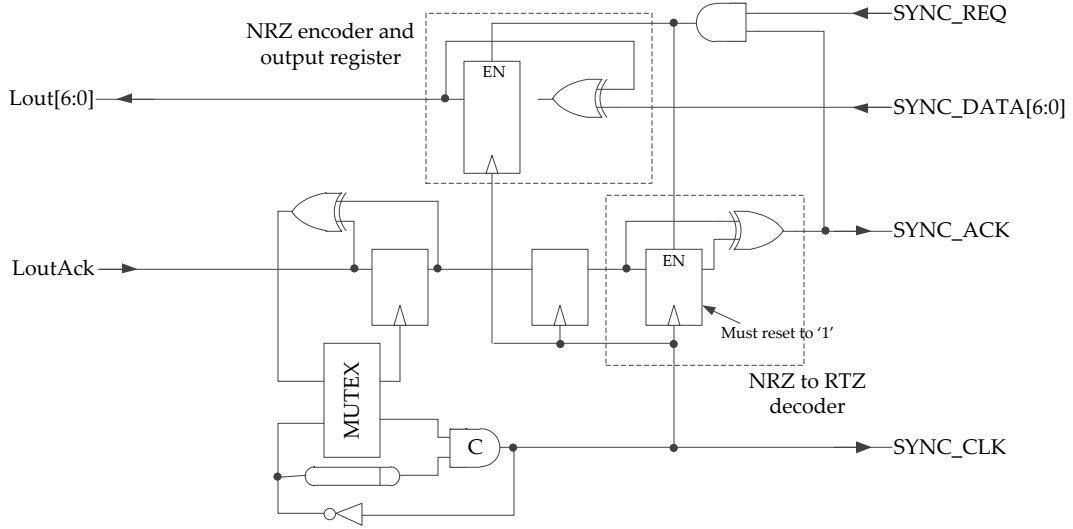 NRZ encoder and
output register
SYNC_REQ
EN
Lout[6:0]
SYNC_DATA[6:0]
SYNC_ACK
LoutAck
EN
Must reset to ‘1’
MUTEX
NRZ to RTZ
decoder
C
SYNC_CLK